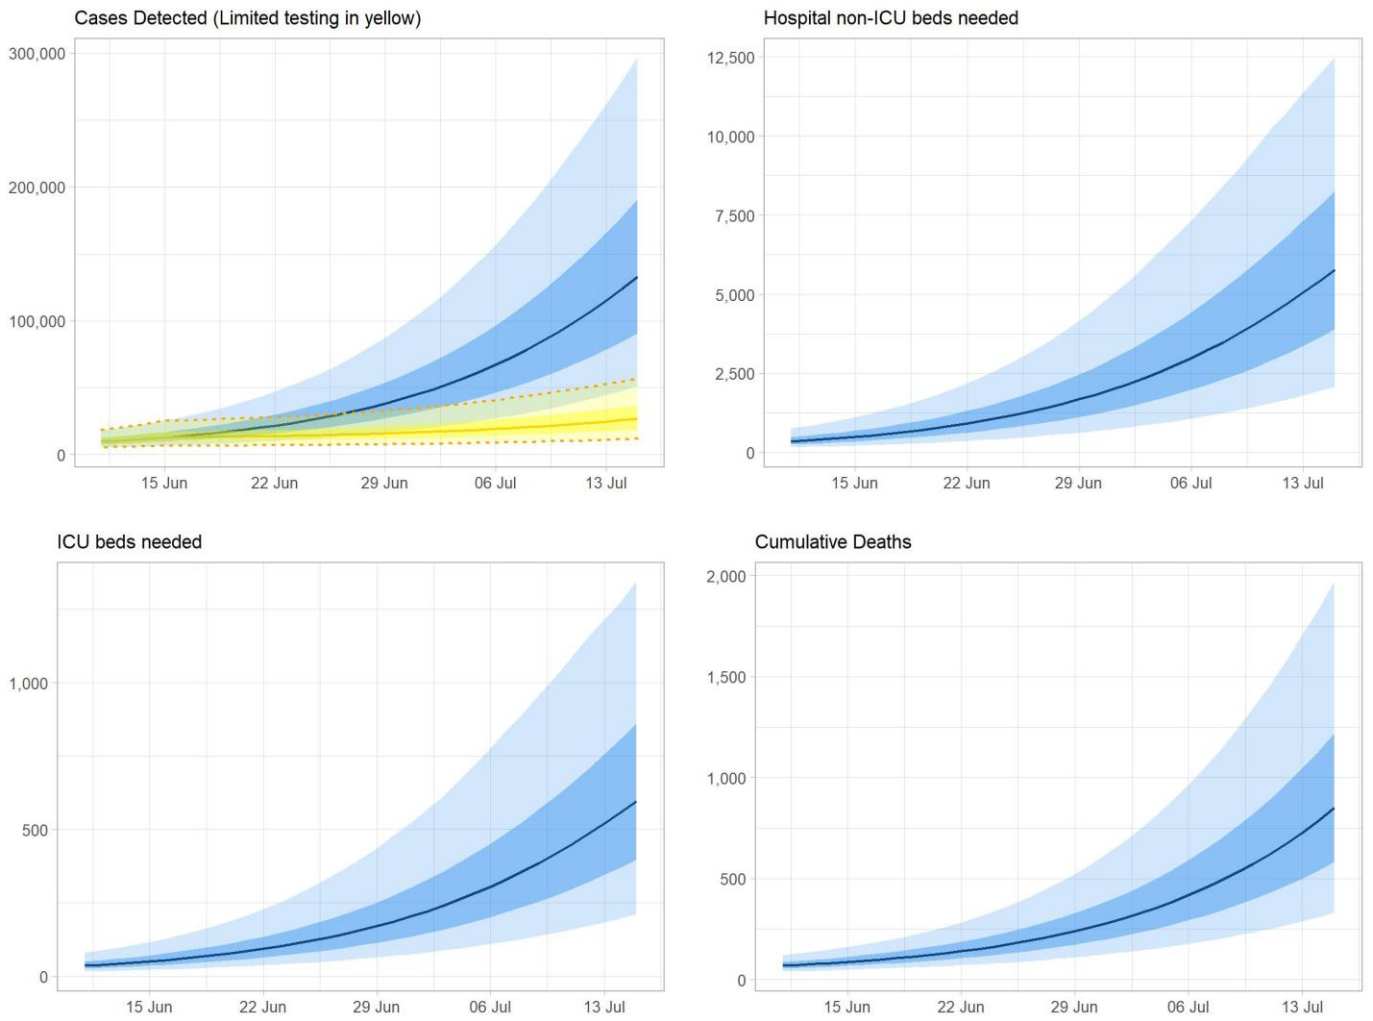 Cases Detected (Limited testing in yellow)
300,000
200,000
100,000
0
15 Jun 22 Jun 29 Jun 06 Jul 13 Jul
Hospital non-ICU beds needed
12,500
10,000
7,500
5,000
2,500
0
15 Jun 22 Jun 29 Jun 06 Jul 13 Jul
ICU beds needed
1,000
500
0
15 Jun 22 Jun 29 Jun 06 Jul 13 Jul
Cumulative Deaths
2,000
1,500
1,000
500
0
15 Jun 22 Jun 29 Jun 06 Jul 13 Jul